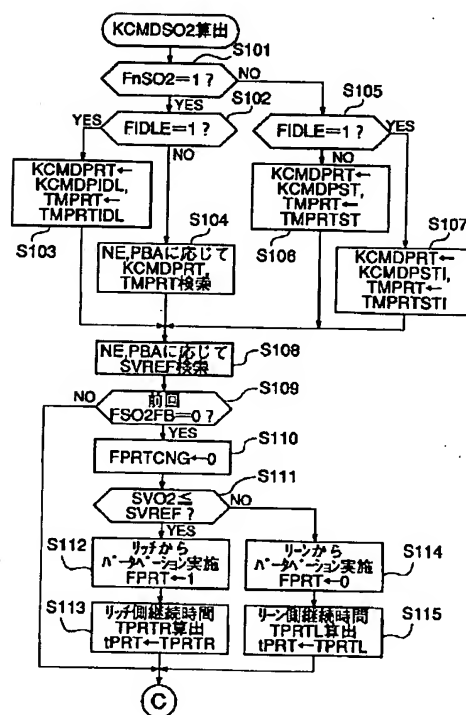 KCMDSO2算出
S101
FnSO2=1?
NO
YES
S102
S105
YES
FIDLE=1?
FIDLE=1?
YES
NO
NO
KCMDPRT←
KCMDPIDL,
TMPRT←
TMPRTIDL
S103
S104
NE,PBAに応じて
KCMDPRT,
TMPRT検索
KCMDPRT←
KCMDPST,
TMPRT←
TMPRTST
S106
S107
KCMDPRT←
KCMDPSTI,
TMPRT←
TMPRTSTI
NE,PBAに応じて
SVREF検索
S108
S109
NO
前回
FSO2FB=0?
YES
S110
FPRTCNG←0
S111
SVO2≤
SVREF?
NO
YES
S112
リッチから
パータベーション実施
FPRT←1
リーンから
パータベーション実施
FPRT←0
S114
S113
リッチ側継続時間
TPRTR算出
tPRT←TPRTR
リーン側継続時間
TPRTL算出
tPRT←TPRTL
S115
C